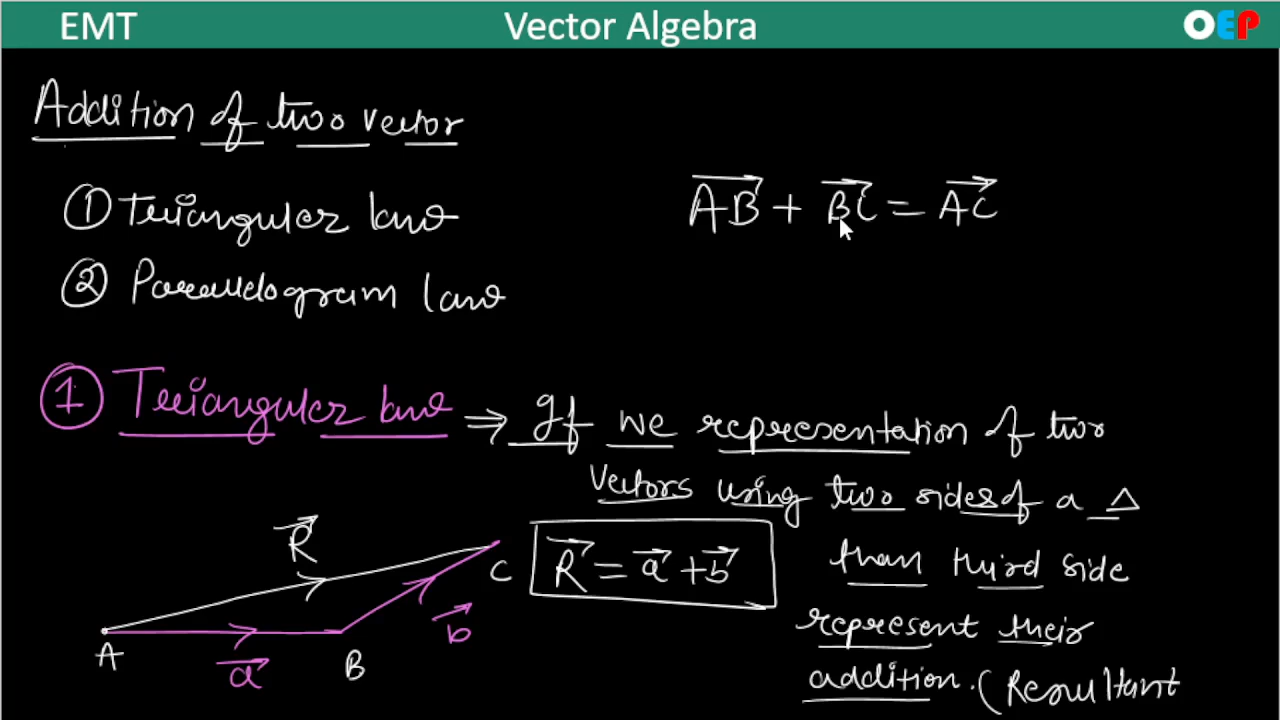 EMT Vector Algebra OEP
Addition of two vector
① Triangular law
② Parallelogram law
AB + BC = AC
① Triangular law ⇒ If we representation of two
vectors using two sides of a Δ
than third side
represent their
addition. (Resultant
R
R = a + b
A
a
B
b
C